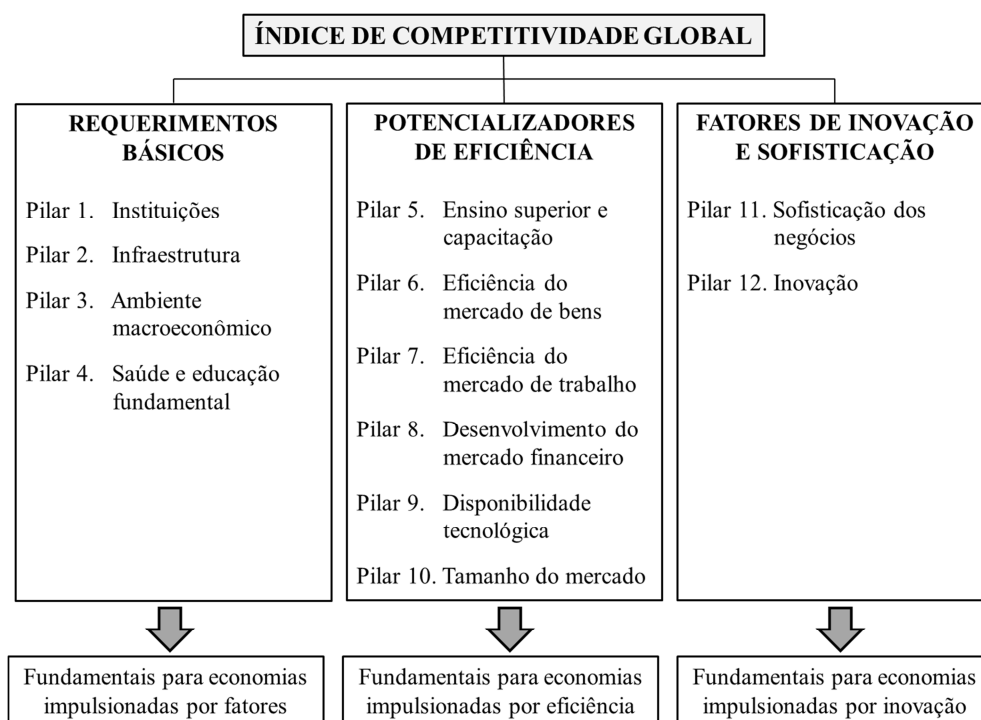 ÍNDICE DE COMPETITIVIDADE GLOBAL
REQUERIMENTOS
BÁSICOS
Pilar 1. Instituições
Pilar 2. Infraestrutura
Pilar 3. Ambiente
macroeconômico
Pilar 4. Saúde e educação
fundamental
Fundamentais para economias
impulsionadas por fatores
POTENCIALIZADORES
DE EFICIÊNCIA
Pilar 5. Ensino superior e
capacitação
Pilar 6. Eficiência do
mercado de bens
Pilar 7. Eficiência do
mercado de trabalho
Pilar 8. Desenvolvimento do
mercado financeiro
Pilar 9. Disponibilidade
tecnológica
Pilar 10. Tamanho do mercado
Fundamentais para economias
impulsionadas por eficiência
FATORES DE INOVAÇÃO
E SOFISTICAÇÃO
Pilar 11. Sofisticação dos
negócios
Pilar 12. Inovação
Fundamentais para economias
impulsionadas por inovação